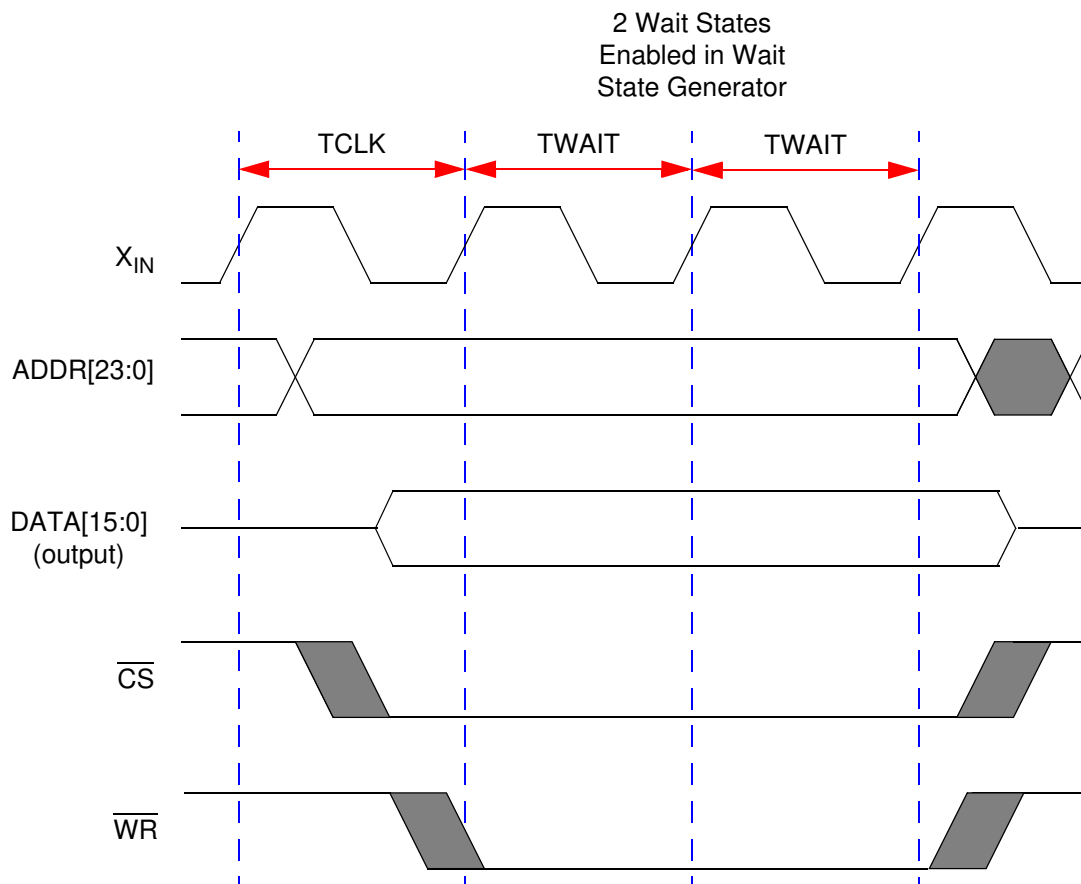 2 Wait States
Enabled in Wait
State Generator
TCLK
TWAIT
TWAIT
XIN
ADDR[23:0]
DATA[15:0]
(output)
CS
WR